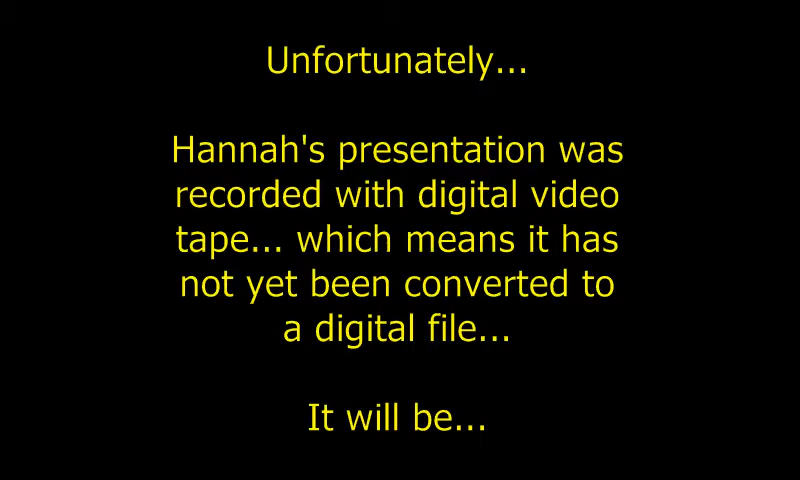 Unfortunately...
Hannah's presentation was
recorded with digital video
tape... which means it has
not yet been converted to
a digital file...
It will be...